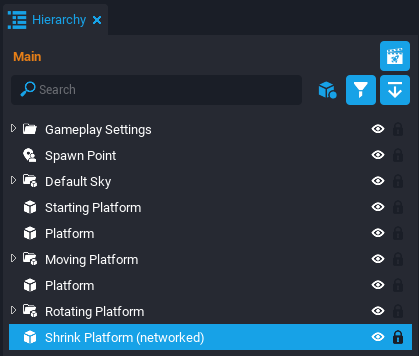 Hierarchy
Main
Search
Gameplay Settings
Spawn Point
Default Sky
Starting Platform
Platform
Moving Platform
Platform
Rotating Platform
Shrink Platform (networked)